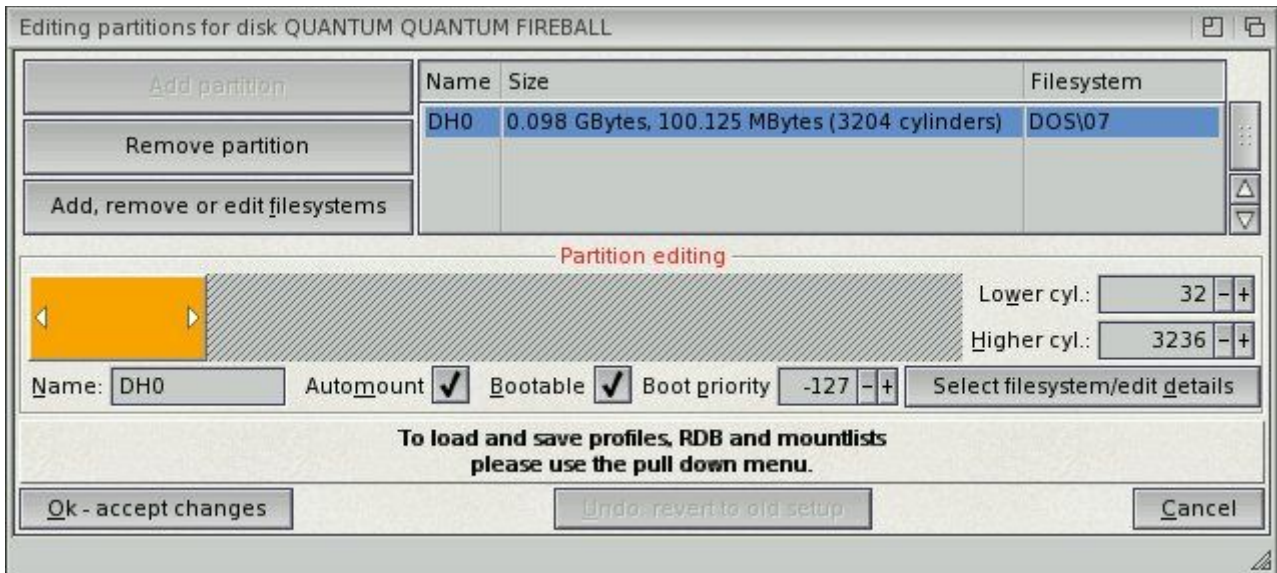 Editing partitions for disk QUANTUM QUANTUM FIREBALL
Add partition
Remove partition
Add, remove or edit filesystems
Name Size Filesystem
DH0 0.098 GBytes, 100.125 MBytes (3204 cylinders) DOS\07
Partition editing
Lower cyl.: 32 - +
Higher cyl.: 3236 - +
Name: DH0 Automount Bootable Boot priority -127 - + Select filesystem/edit details
To load and save profiles, RDB and mountlists
please use the pull down menu.
Ok - accept changes Undo: revert to old setup Cancel